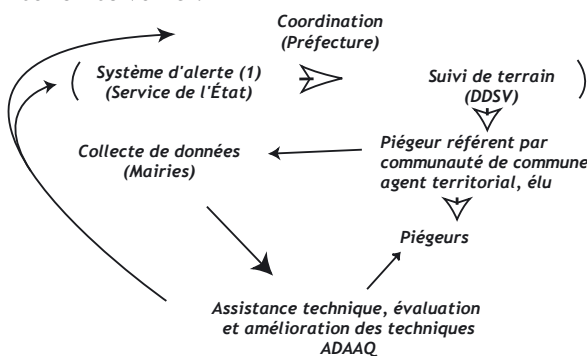 Coordination
(Préfecture)
Système d'alerte (1)
(Service de l'État)
Suivi de terrain
(DDSV)
Collecte de données
(Mairies)
Piégeur référent par
communauté de commune
agent territorial, élu
Piégeurs
Assistance technique, évaluation
et amélioration des techniques
ADAAQ